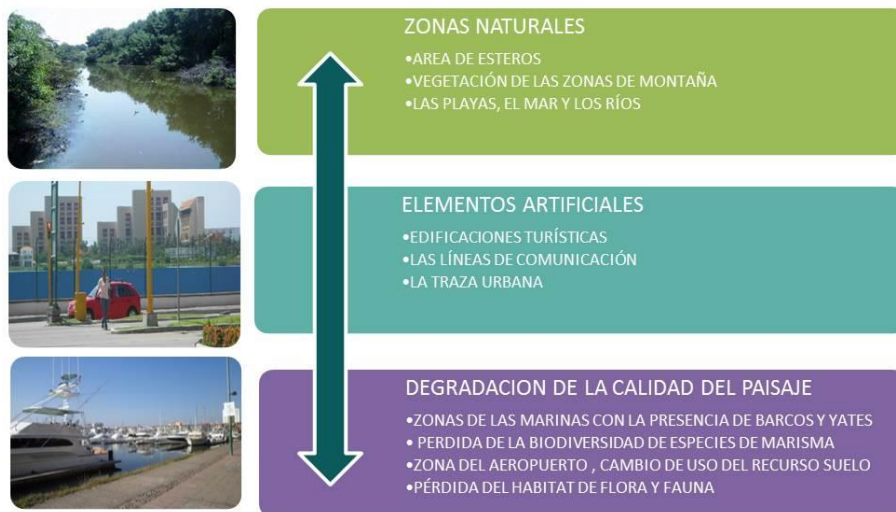 ZONAS NATURALES
•AREA DE ESTEROS
•VEGETACIÓN DE LAS ZONAS DE MONTAÑA
•LAS PLAYAS, EL MAR Y LOS RÍOS
ELEMENTOS ARTIFICIALES
•EDIFICACIONES TURÍSTICAS
•LAS LÍNEAS DE COMUNICACIÓN
•LA TRAZA URBANA
DEGRADACION DE LA CALIDAD DEL PAISAJE
•ZONAS DE LAS MARINAS CON LA PRESENCIA DE BARCOS Y YATES
• PERDIDA DE LA BIODIVERSIDAD DE ESPECIES DE MARISMA
•ZONA DEL AEROPUERTO , CAMBIO DE USO DEL RECURSO SUELO
•PÉRDIDA DEL HABITAT DE FLORA Y FAUNA